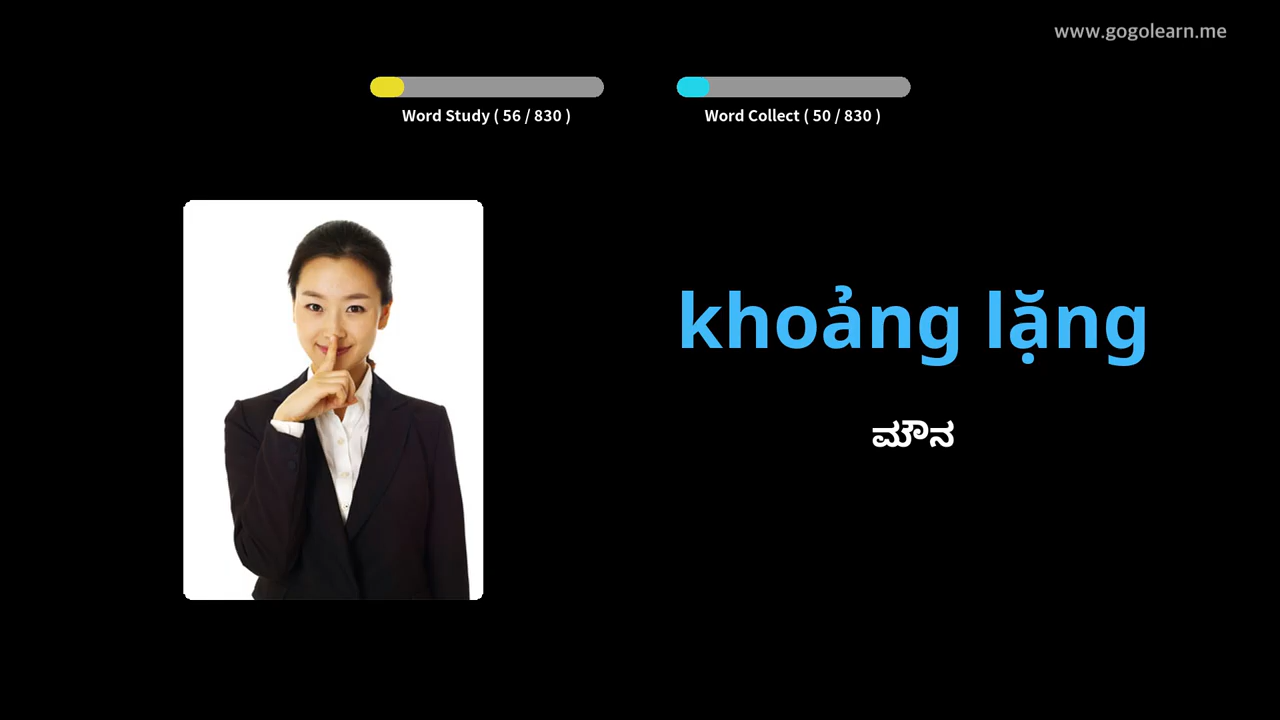 www.gogolearn.me
Word Study ( 56 / 830 )
Word Collect ( 50 / 830 )
khoảng lặng
ಮೌನ